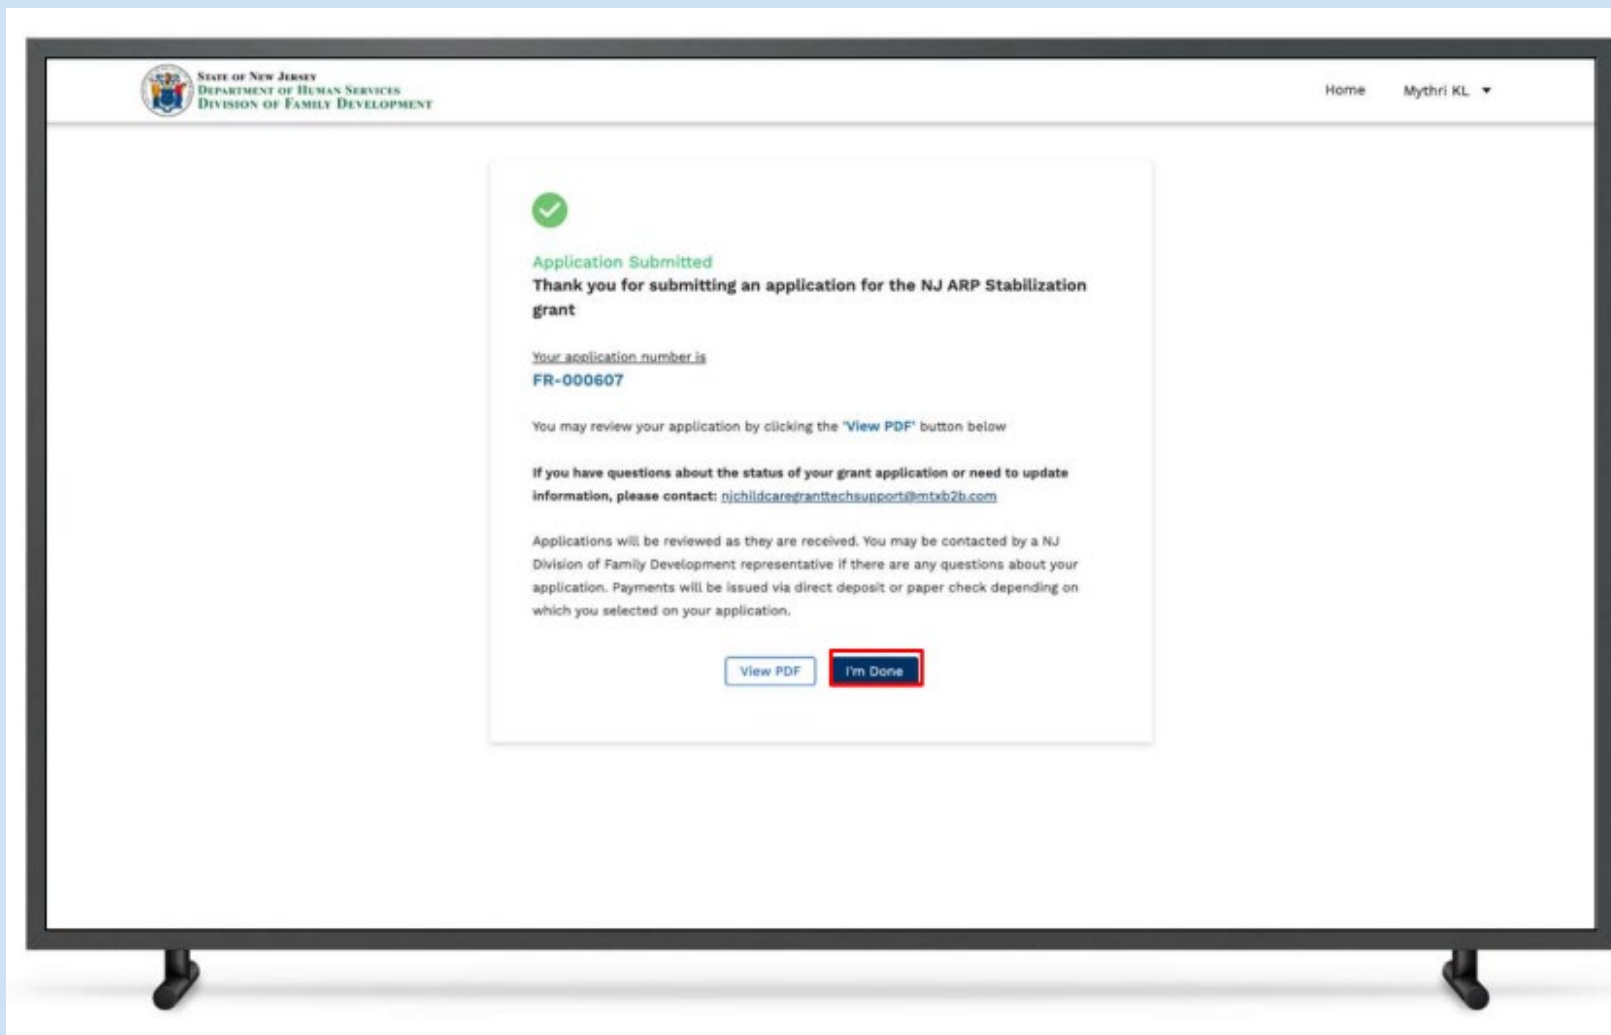 STATE OF NEW JERSEY
DEPARTMENT OF HUMAN SERVICES
DIVISION OF FAMILY DEVELOPMENT
Home Mythri KL
Application Submitted
Thank you for submitting an application for the NJ ARP Stabilization
grant
Your application number is
FR-000607
You may review your application by clicking the 'View PDF' button below
If you have questions about the status of your grant application or need to update
information, please contact: njchildcaregranttechsupport@mtxb2b.com
Applications will be reviewed as they are received. You may be contacted by a NJ
Division of Family Development representative if there are any questions about your
application. Payments will be issued via direct deposit or paper check depending on
which you selected on your application.
View PDF I'm Done